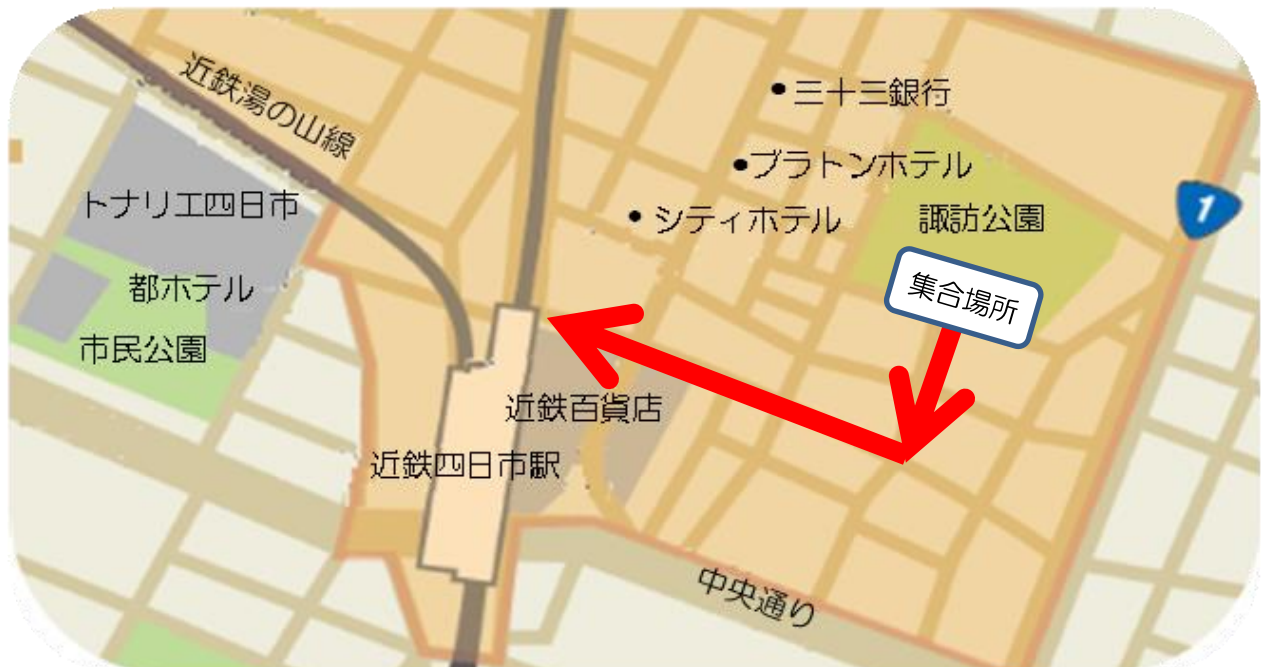 近鉄湯の山線
三十三銀行
プラトンホテル
トナリエ四日市
シティホテル
諏訪公園
1
都ホテル
集合場所
市民公園
近鉄百貨店
近鉄四日市駅
中央通り